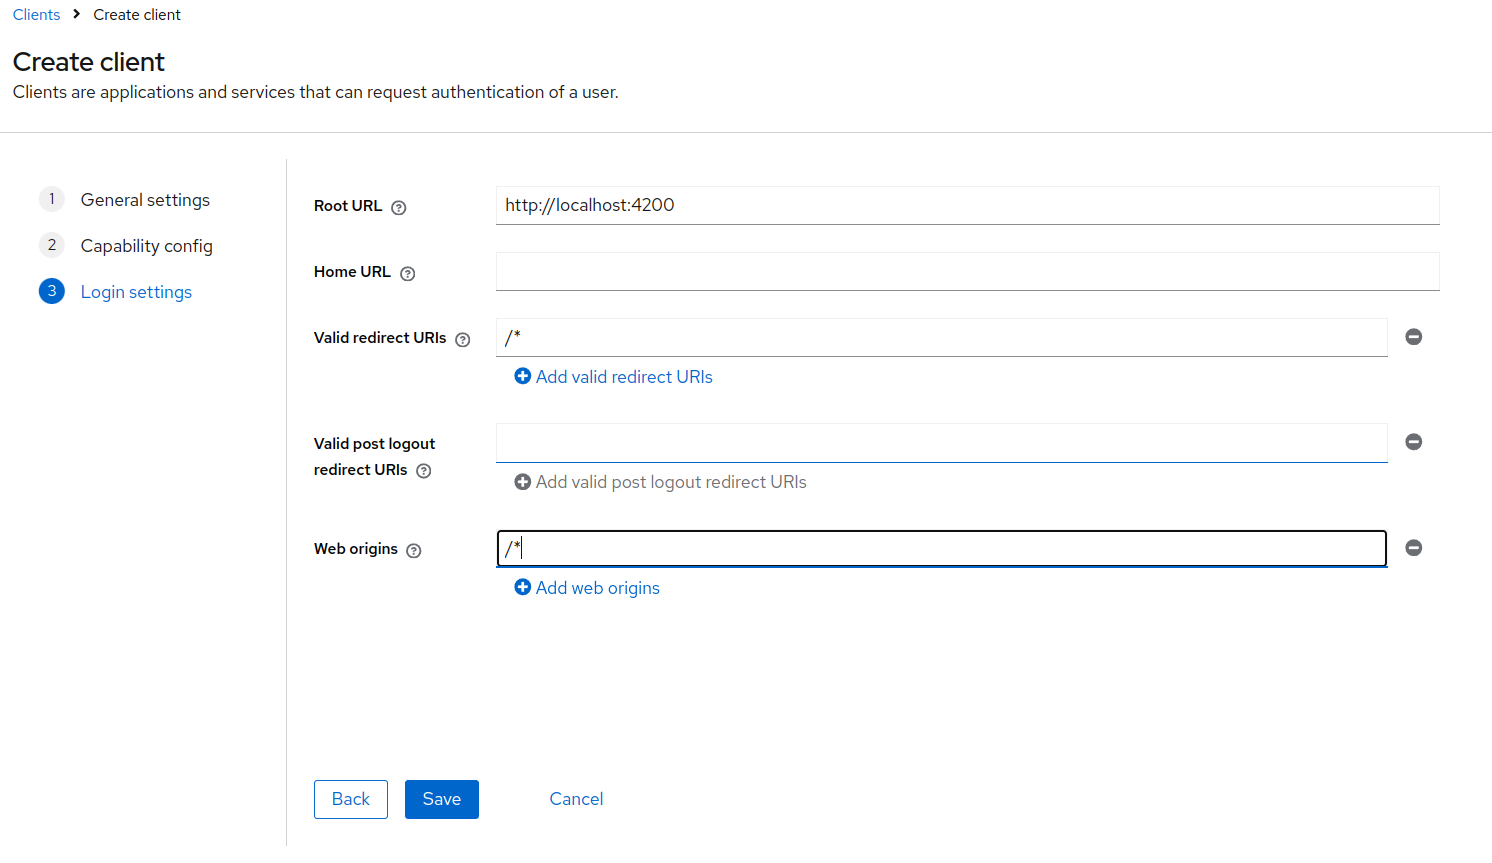 Clients > Create client
Create client
Clients are applications and services that can request authentication of a user.
1 General settings
2 Capability config
3 Login settings
Root URL ? http://localhost:4200
Home URL ?
Valid redirect URIs ? /*
Add valid redirect URIs
Valid post logout
redirect URIs ?
Add valid post logout redirect URIs
Web origins ? /*
Add web origins
Back Save Cancel